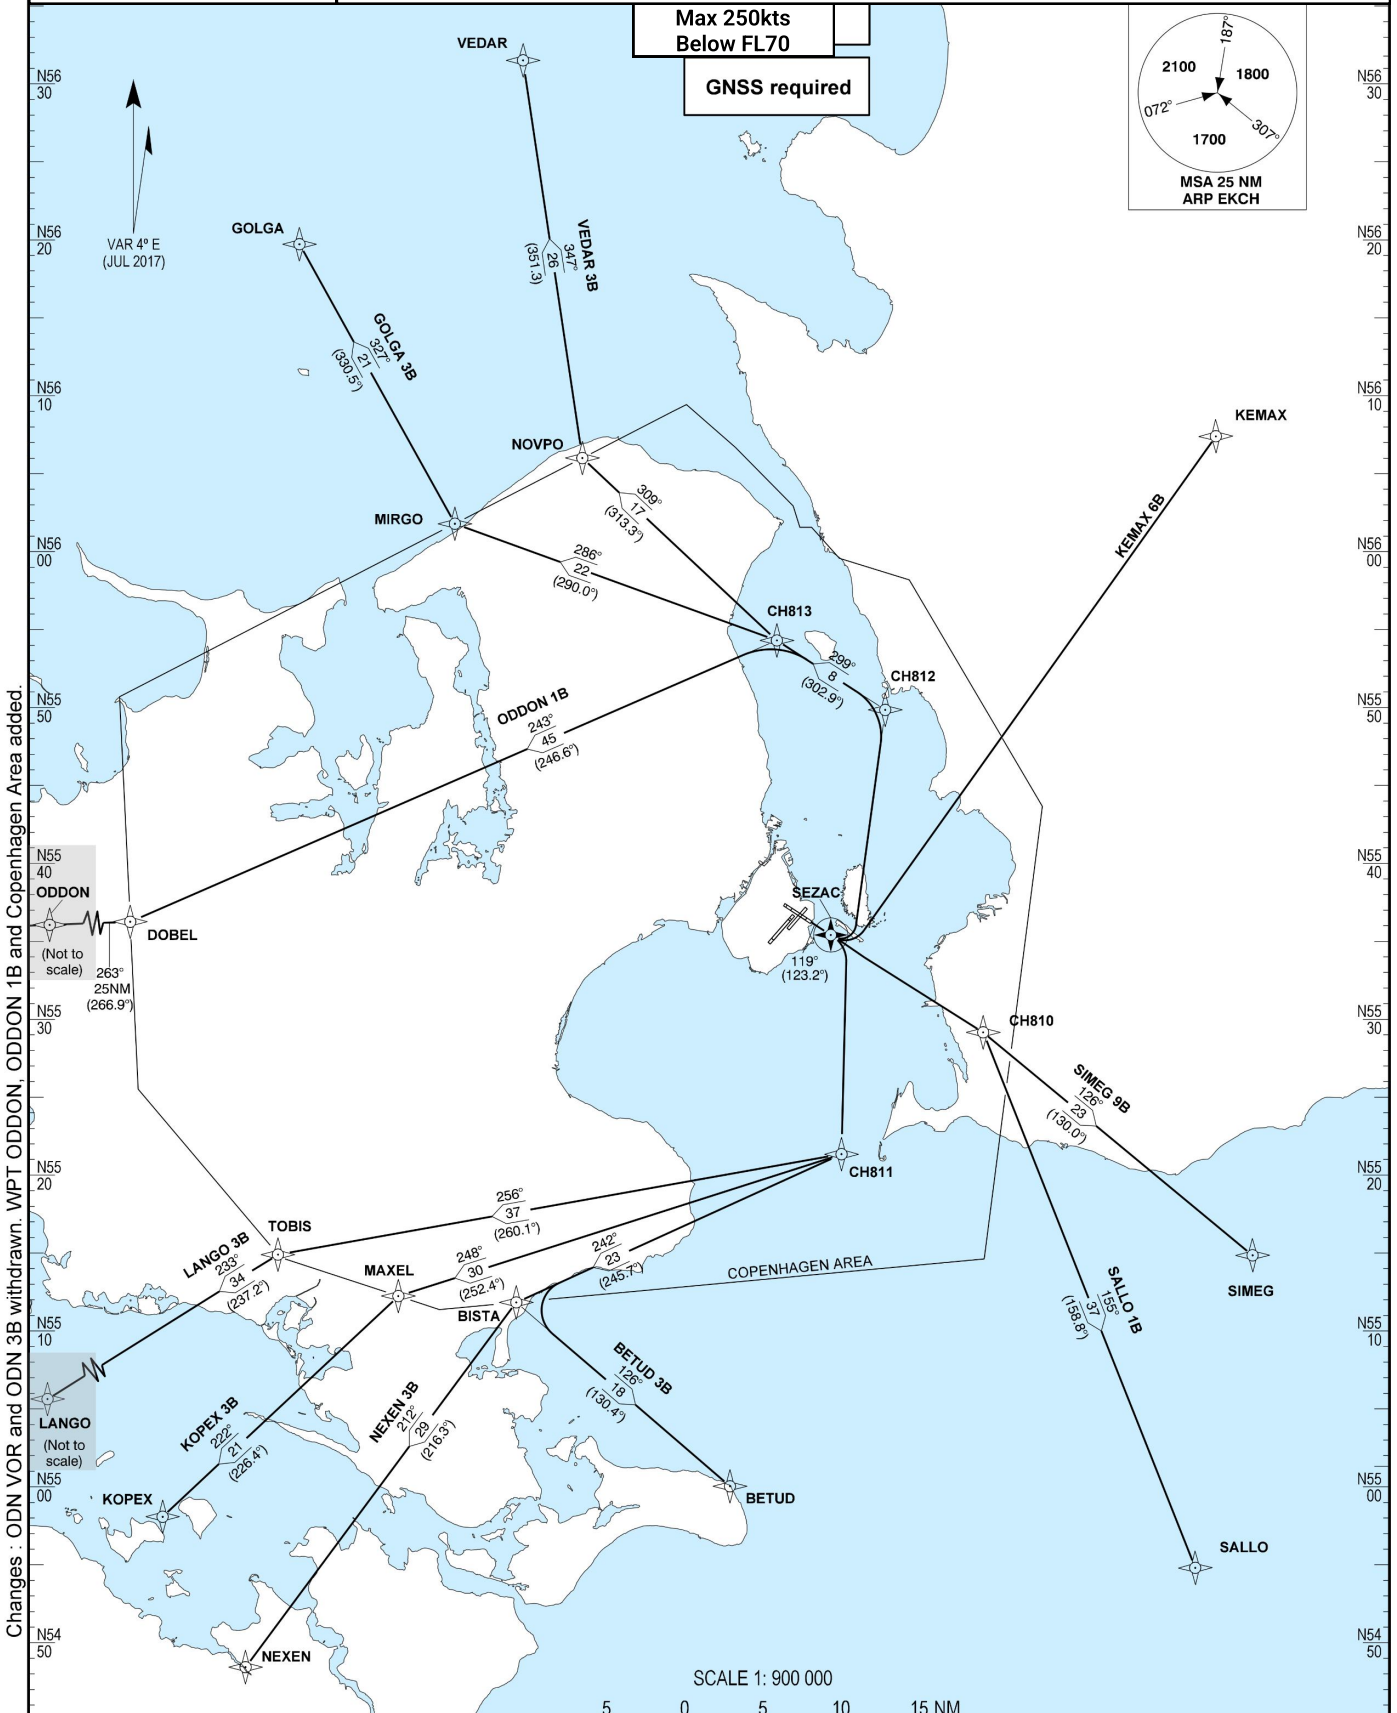 Max 250kts
Below FL70
GNSS required
187°
2100
1800
072°
307°
1700
MSA 25 NM
ARP EKCH
VEDAR
N56
30
N56
30
VAR 4° E
(JUL 2017)
GOLGA
N56
20
N56
20
VEDAR 3B
347°
26
(351.3)
GOLGA 3B
327°
21
(330.5°)
N56
10
N56
10
KEMAX
NOVPO
MIRGO
309°
17
(313.3°)
KEMAX 6B
286°
22
(290.0°)
N56
00
N56
00
CH813
299°
8
(302.9°)
CH812
ODDON 1B
243°
45
(246.6°)
N55
50
N55
50
N55
40
N55
40
ODDON
(Not to
scale)
DOBEL
263°
25NM
(266.9°)
SEZAC
119°
(123.2°)
N55
30
N55
30
CH810
SIMEG 9B
126°
23
(130.0°)
N55
20
N55
20
CH811
256°
37
(260.1°)
TOBIS
LANGO 3B
233°
34
(237.2°)
MAXEL
248°
30
(252.4°)
242°
23
(245.7°)
COPENHAGEN AREA
BISTA
SIMEG
SALLO 1B
155°
37
(158.8°)
N55
10
N55
10
BETUD 3B
126°
18
(130.4°)
LANGO
(Not to
scale)
KOPEX 3B
222°
21
(226.4°)
NEXEN 3B
212°
29
(216.3°)
N55
00
N55
00
KOPEX
BETUD
SALLO
N54
50
N54
50
NEXEN
SCALE 1: 900 000
5 0 5 10 15 NM
Changes : ODN VOR and ODN 3B withdrawn. WPT ODDON, ODDON 1B and Copenhagen Area added.